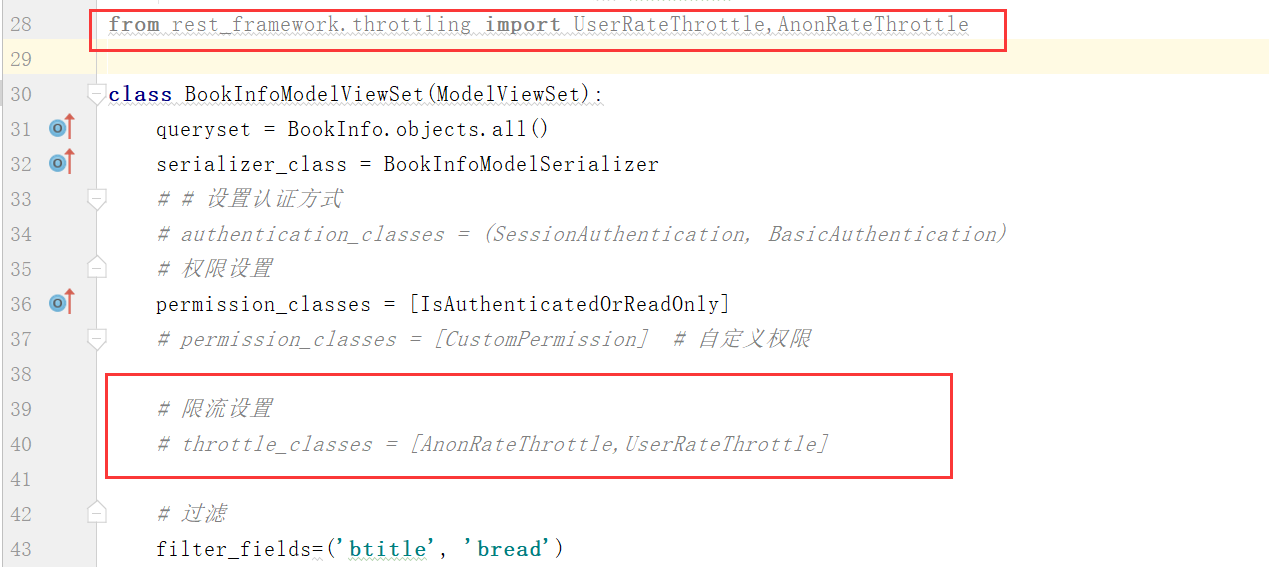 28 from rest_framework.throttling import UserRateThrottle,AnonRateThrottle
29
30 class BookInfoModelViewSet(ModelViewSet):
31 queryset = BookInfo.objects.all()
32 serializer_class = BookInfoModelSerializer
33 # # 设置认证方式
34 # authentication_classes = (SessionAuthentication, BasicAuthentication)
35 # 权限设置
36 permission_classes = [IsAuthenticatedOrReadOnly]
37 # permission_classes = [CustomPermission]  # 自定义权限
38
39 # 限流设置
40 # throttle_classes = [AnonRateThrottle,UserRateThrottle]
41
42 # 过滤
43 filter_fields=('btitle', 'bread')